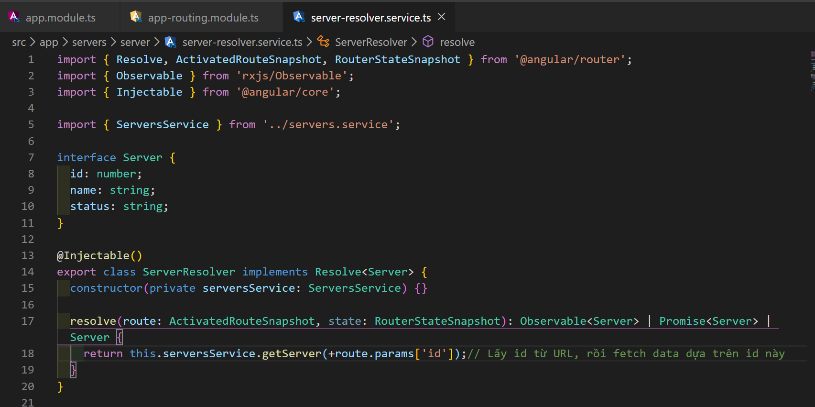 app.module.ts app-routing.module.ts server-resolver.service.ts
src > app > servers > server > server-resolver.service.ts > ServerResolver > resolve
1 import { Resolve, ActivatedRouteSnapshot, RouterStateSnapshot } from '@angular/router';
2 import { Observable } from 'rxjs/Observable';
3 import { Injectable } from '@angular/core';
4
5 import { ServersService } from '../servers.service';
6
7 interface Server {
8 id: number;
9 name: string;
10 status: string;
11 }
12
13 @Injectable()
14 export class ServerResolver implements Resolve<Server> {
15 constructor(private serversService: ServersService) {}
16
17 resolve(route: ActivatedRouteSnapshot, state: RouterStateSnapshot): Observable<Server> | Promise<Server> |
Server {
18 return this.serversService.getServer(+route.params['id']);// Lấy id từ URL, rồi fetch data dựa trên id này
19 }
20 }
21